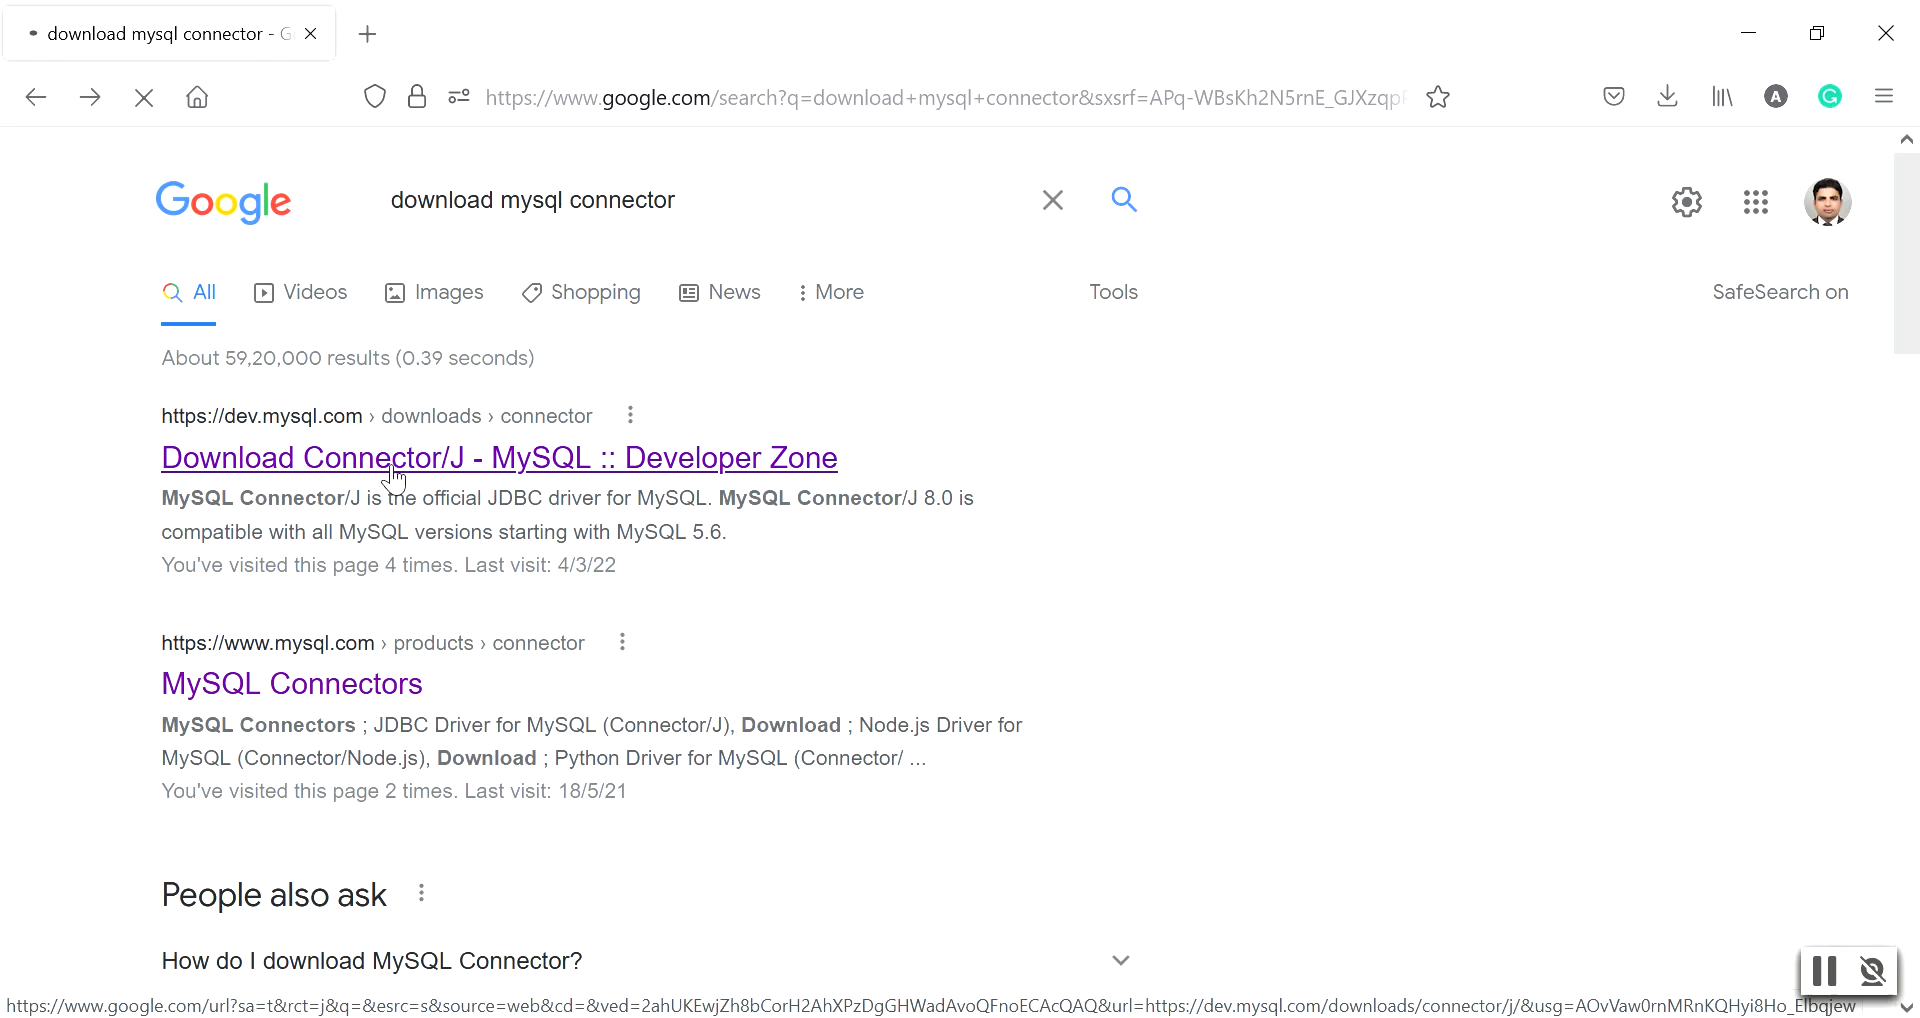 download mysql connector - G
https://www.google.com/search?q=download+mysql+connector&sxsrf=APq-WBsKh2N5rnE_GJXzqp
A
G
Google
download mysql connector
All
Videos
Images
Shopping
News
More
Tools
SafeSearch on
About 59,20,000 results (0.39 seconds)
https://dev.mysql.com › downloads › connector
Download Connector/J - MySQL :: Developer Zone
MySQL Connector/J is the official JDBC driver for MySQL. MySQL Connector/J 8.0 is
compatible with all MySQL versions starting with MySQL 5.6.
You've visited this page 4 times. Last visit: 4/3/22
https://www.mysql.com › products › connector
MySQL Connectors
MySQL Connectors ; JDBC Driver for MySQL (Connector/J), Download ; Node.js Driver for
MySQL (Connector/Node.js), Download ; Python Driver for MySQL (Connector/ ...
You've visited this page 2 times. Last visit: 18/5/21
People also ask
How do I download MySQL Connector?
https://www.google.com/url?sa=t&rct=j&q=&esrc=s&source=web&cd=&ved=2ahUKEwjZh8bCorH2AhXPzDgGHWadAvoQFnoECAcQAQ&url=https://dev.mysql.com/downloads/connector/j/&usg=AOvVaw0rnMRnKQHyi8Ho_Elbqjew